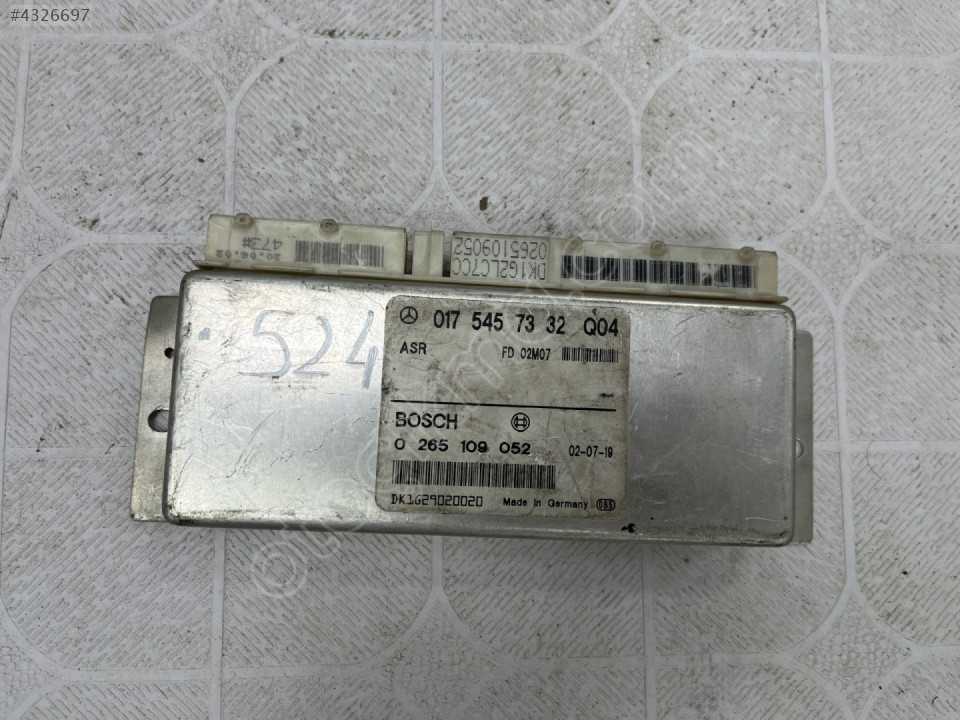 #4326697
473#
20.06.02
DK1G2LC7CC
0265109052
524
017 545 73 32 Q04
ASR FD 02M07
BOSCH
0 265 109 052 02-07-19
DK1G29020020 Made in Germany